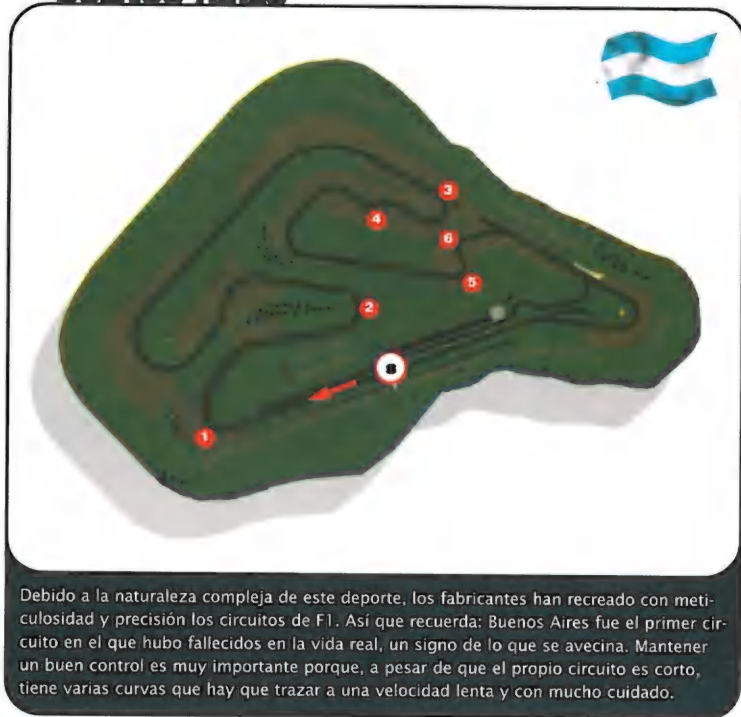 3
4
6
5
2
8
1
Debido a la naturaleza compleja de este deporte, los fabricantes han recreado con meti-
culosidad y precisión los circuitos de F1. Así que recuerda: Buenos Aires fue el primer cir-
cuito en el que hubo fallecidos en la vida real, un signo de lo que se avecina. Mantener
un buen control es muy importante porque, a pesar de que el propio circuito es corto,
tiene varias curvas que hay que trazar a una velocidad lenta y con mucho cuidado.